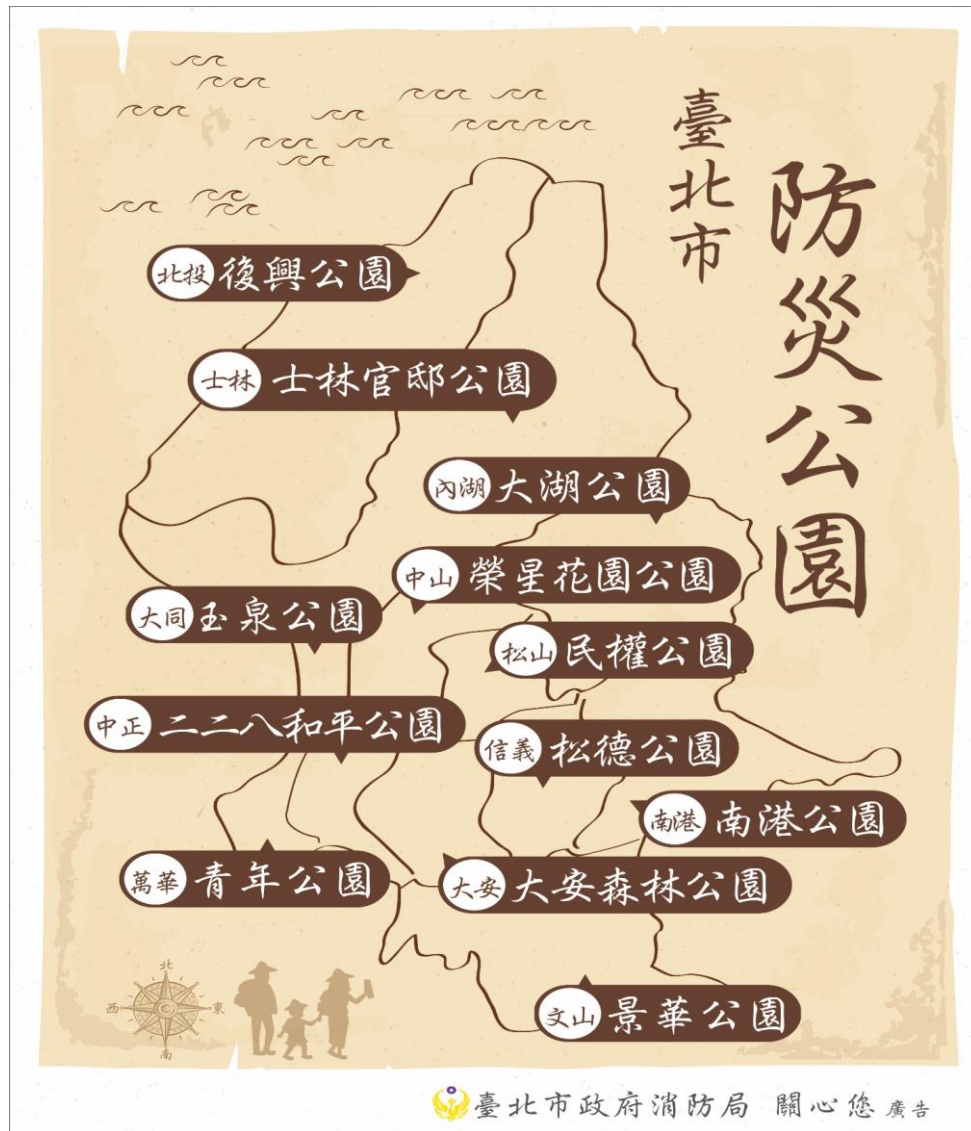 臺北市
防災公園
北投 復興公園
士林 士林官邸公園
內湖 大湖公園
中山 榮星花園公園
大同 玉泉公園
松山 民權公園
中正 二二八和平公園
信義 松德公園
南港 南港公園
萬華 青年公園
大安 大安森林公園
文山 景華公園
北
西 東
南
臺北市政府消防局 關心您 廣告